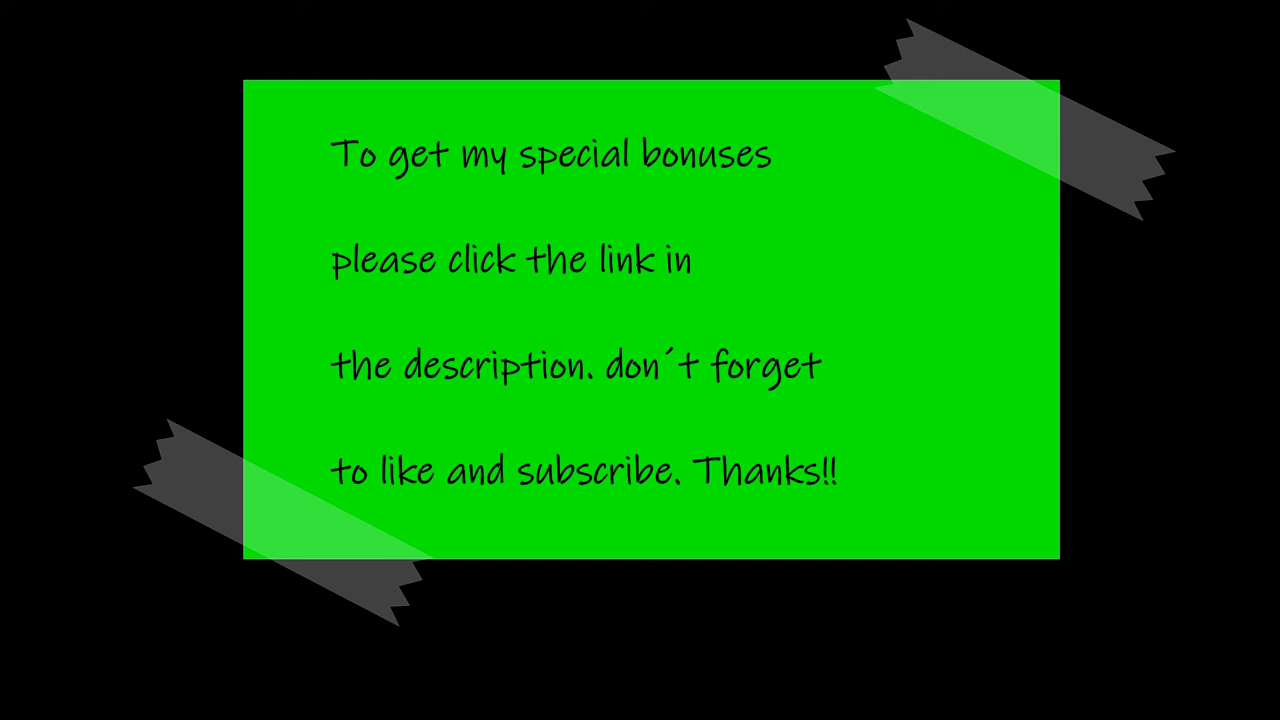 To get my special bonuses
please click the link in
the description. don´t forget
to like and subscribe. Thanks!!